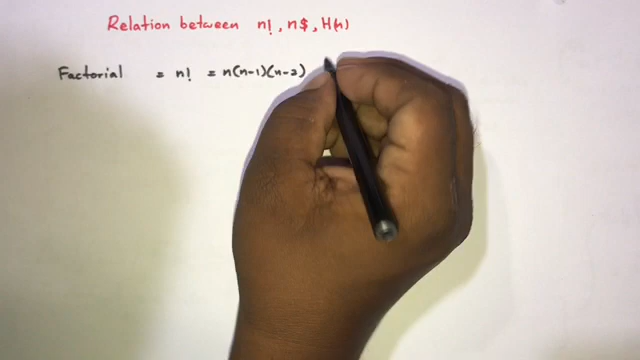 Relation between n!, n$, H(n)
Factorial = n! = n(n-1)(n-2)